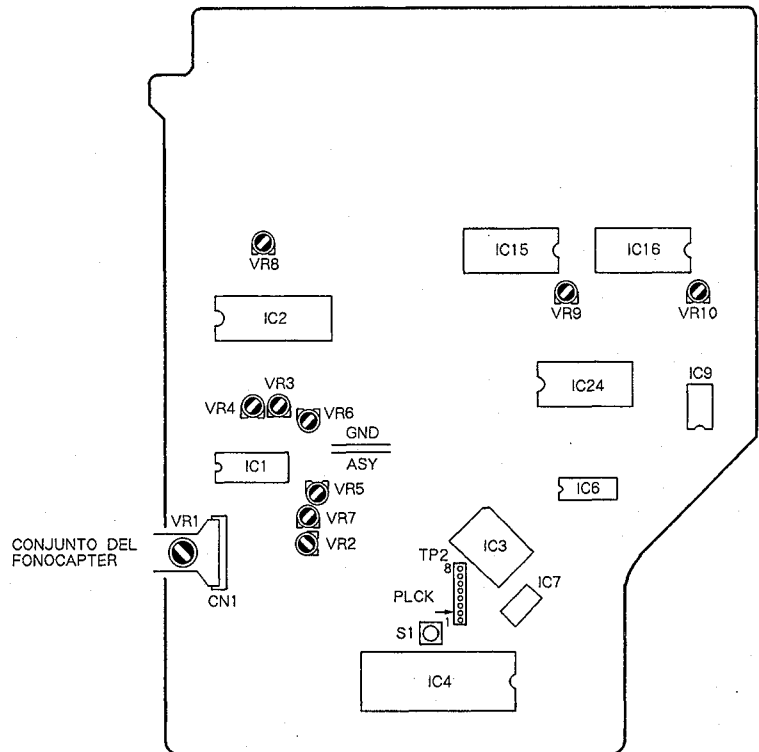 VR8
IC15
IC16
IC2
VR9
VR10
IC9
IC24
VR3
VR4
VR6
GND
ASY
IC1
IC6
VR5
VR7
VR2
VR1
CONJUNTO DEL
FONOCAPTER
CN1
IC3
TP2
8
IC7
PLCK
1
S1
IC4